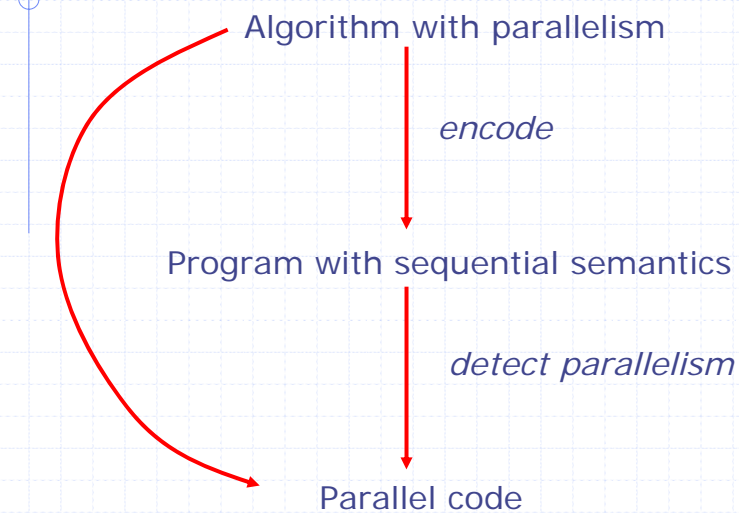 Algorithm with parallelism
encode
Program with sequential semantics
detect parallelism
Parallel code